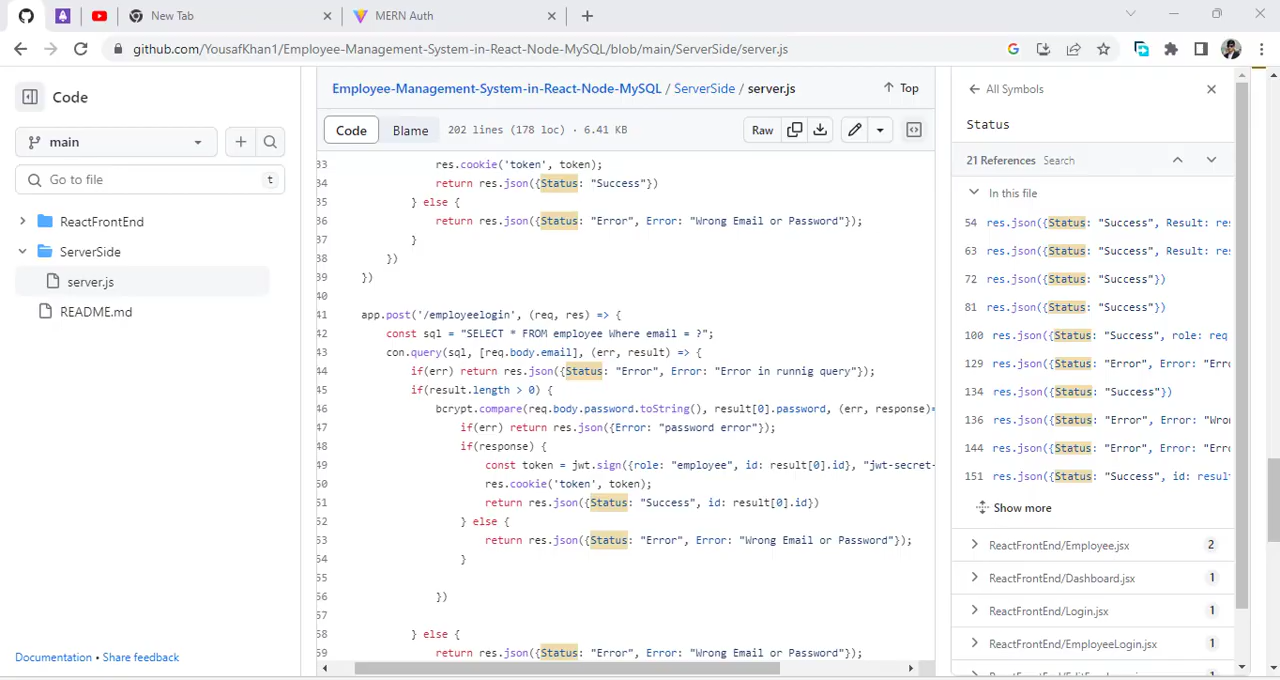 New Tab
MERN Auth
github.com/YousafKhan1/Employee-Management-System-in-React-Node-MySQL/blob/main/ServerSide/server.js
Code
main
Go to file
t
ReactFrontEnd
ServerSide
server.js
README.md
Documentation • Share feedback
Employee-Management-System-in-React-Node-MySQL / ServerSide / server.js
Top
Code Blame 202 lines (178 loc) · 6.41 KB
Raw
33 res.cookie('token', token);
34 return res.json({Status: "Success"})
35 } else {
36 return res.json({Status: "Error", Error: "Wrong Email or Password"});
37 }
38 })
39 })
40
41 app.post('/employeelogin', (req, res) => {
42 const sql = "SELECT * FROM employee Where email = ?";
43 con.query(sql, [req.body.email], (err, result) => {
44 if(err) return res.json({Status: "Error", Error: "Error in runnig query"});
45 if(result.length > 0) {
46 bcrypt.compare(req.body.password.toString(), result[0].password, (err, response)=
47 if(err) return res.json({Error: "password error"});
48 if(response) {
49 const token = jwt.sign({role: "employee", id: result[0].id}, "jwt-secret-
50 res.cookie('token', token);
51 return res.json({Status: "Success", id: result[0].id})
52 } else {
53 return res.json({Status: "Error", Error: "Wrong Email or Password"});
54 }
55
56 })
57
58 } else {
59 return res.json({Status: "Error", Error: "Wrong Email or Password"});
All Symbols
Status
21 References Search
In this file
54 res.json({Status: "Success", Result: res
63 res.json({Status: "Success", Result: res
72 res.json({Status: "Success"})
81 res.json({Status: "Success"})
100 res.json({Status: "Success", role: req
129 res.json({Status: "Error", Error: "Erro
134 res.json({Status: "Success"})
136 res.json({Status: "Error", Error: "Wro
144 res.json({Status: "Error", Error: "Erro
151 res.json({Status: "Success", id: resul
Show more
ReactFrontEnd/Employee.jsx 2
ReactFrontEnd/Dashboard.jsx 1
ReactFrontEnd/Login.jsx 1
ReactFrontEnd/EmployeeLogin.jsx 1